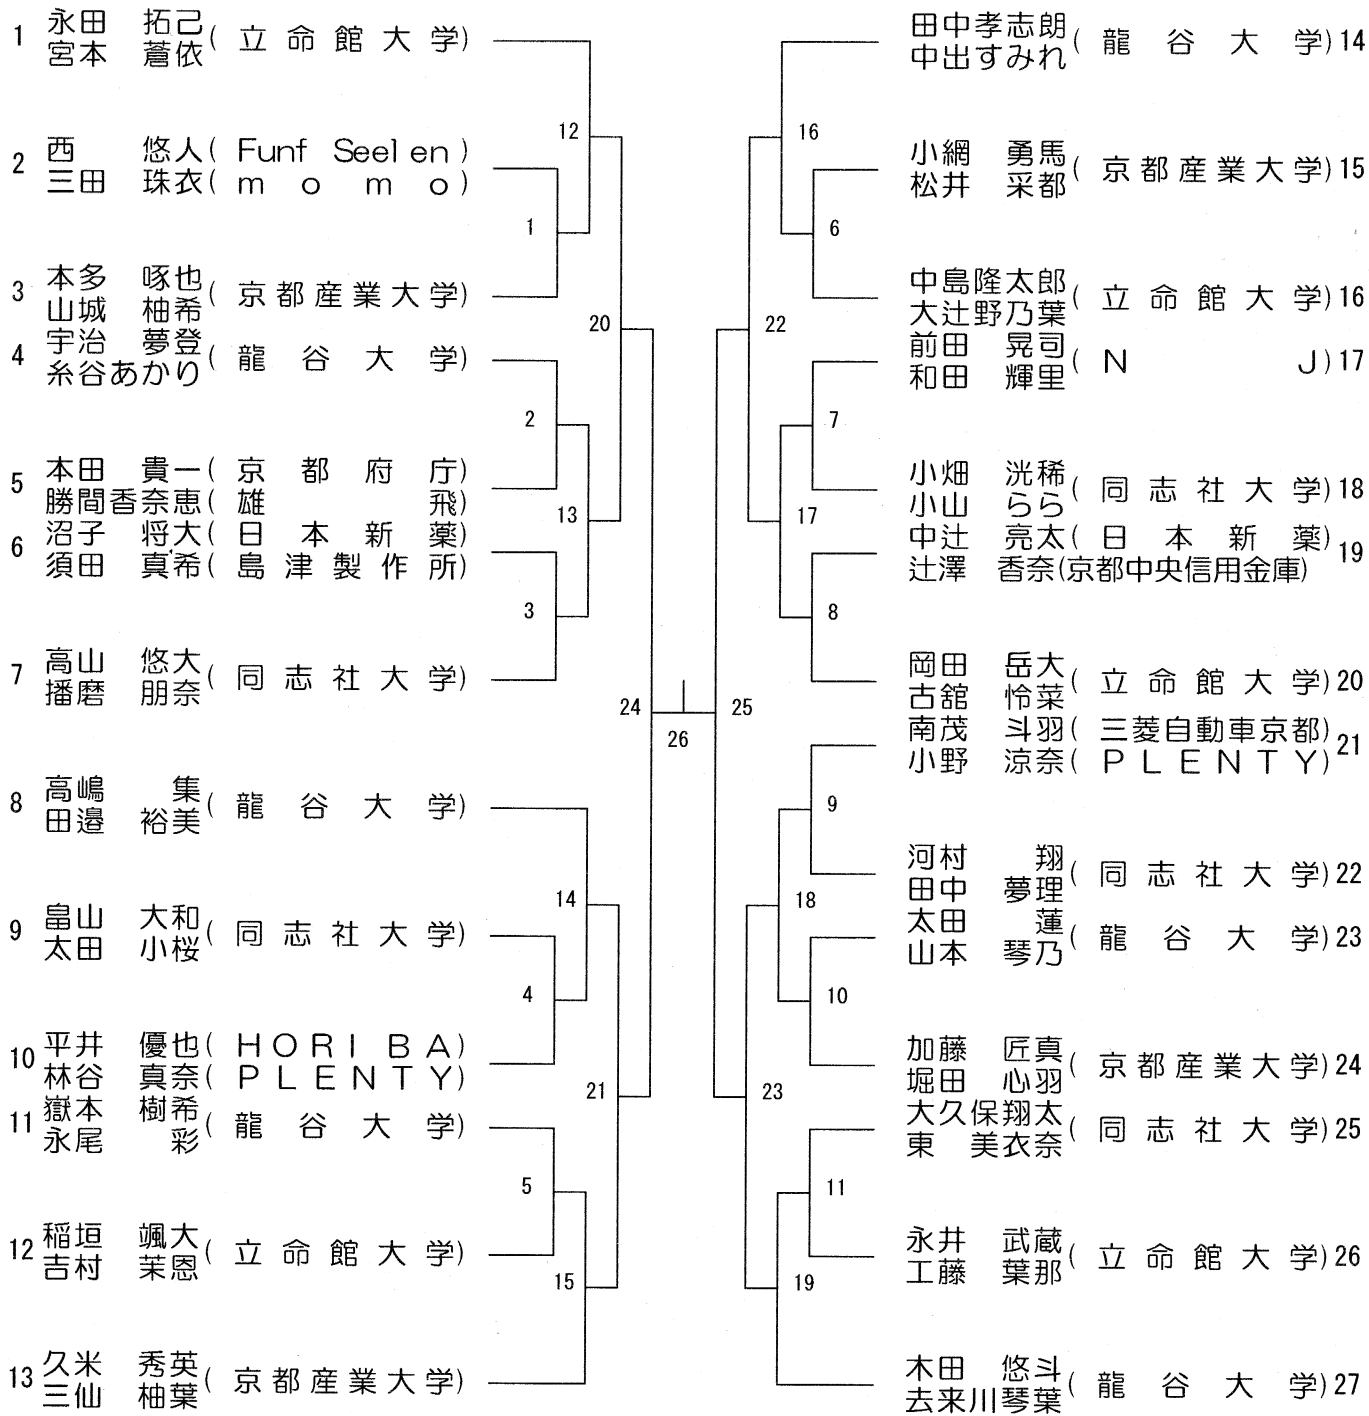 1 永田 拓己 ( 立命館大学 )
宮本 蒼依
12
2 西 悠人 ( Funf Seelen )
三田 珠衣 ( momo )
1
3 本多 啄也 ( 京都産業大学 )
山城 柚希
20
4 宇治 夢登 ( 龍谷大学 )
糸谷あかり
2
5 本田 貴一 ( 京都府庁 )
勝間香奈恵 ( 雄飛 )
13
6 沼子 将大 ( 日本新薬 )
須田 真希 ( 島津製作所 )
3
7 高山 悠大 ( 同志社大学 )
播磨 朋奈
24
8 高嶋 集 ( 龍谷大学 )
田邉 裕美
14
9 畠山 大和 ( 同志社大学 )
太田 小桜
4
10 平井 優也 ( HORIBA )
林谷 真奈 ( PLENTY )
21
11 嶽本 樹希 ( 龍谷大学 )
永尾 彩
5
12 稲垣 颯大 ( 立命館大学 )
吉村 茉恩
15
13 久米 秀英 ( 京都産業大学 )
三仙 柚葉
26
田中孝志朗 ( 龍谷大学 ) 14
中出すみれ
16
小網 勇馬 ( 京都産業大学 ) 15
松井 采都
6
中島隆太郎 ( 立命館大学 ) 16
大辻野乃葉
22
前田 晃司 ( NJ ) 17
和田 輝里
7
小畑 洸稀 ( 同志社大学 ) 18
小山 らら
17
中辻 亮太 ( 日本新薬 ) 19
辻澤 香奈 (京都中央信用金庫)
8
岡田 岳大 ( 立命館大学 ) 20
古舘 怜菜
25
南茂 斗羽 ( 三菱自動車京都 ) 21
小野 涼奈 ( PLENTY )
9
河村 翔 ( 同志社大学 ) 22
田中 夢理
18
太田 蓮 ( 龍谷大学 ) 23
山本 琴乃
10
加藤 匠真 ( 京都産業大学 ) 24
堀田 心羽
23
大久保翔太 ( 同志社大学 ) 25
東 美衣奈
11
永井 武蔵 ( 立命館大学 ) 26
工藤 葉那
19
木田 悠斗 ( 龍谷大学 ) 27
去来川琴葉